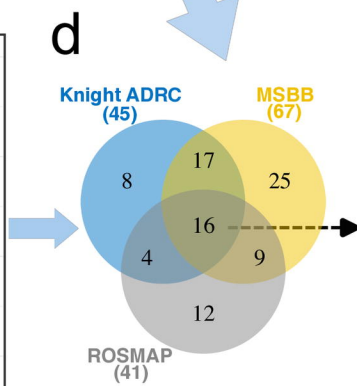 d
Knight ADRC
(45)
MSBB
(67)
17
8
25
16
4
9
12
ROSMAP
(41)